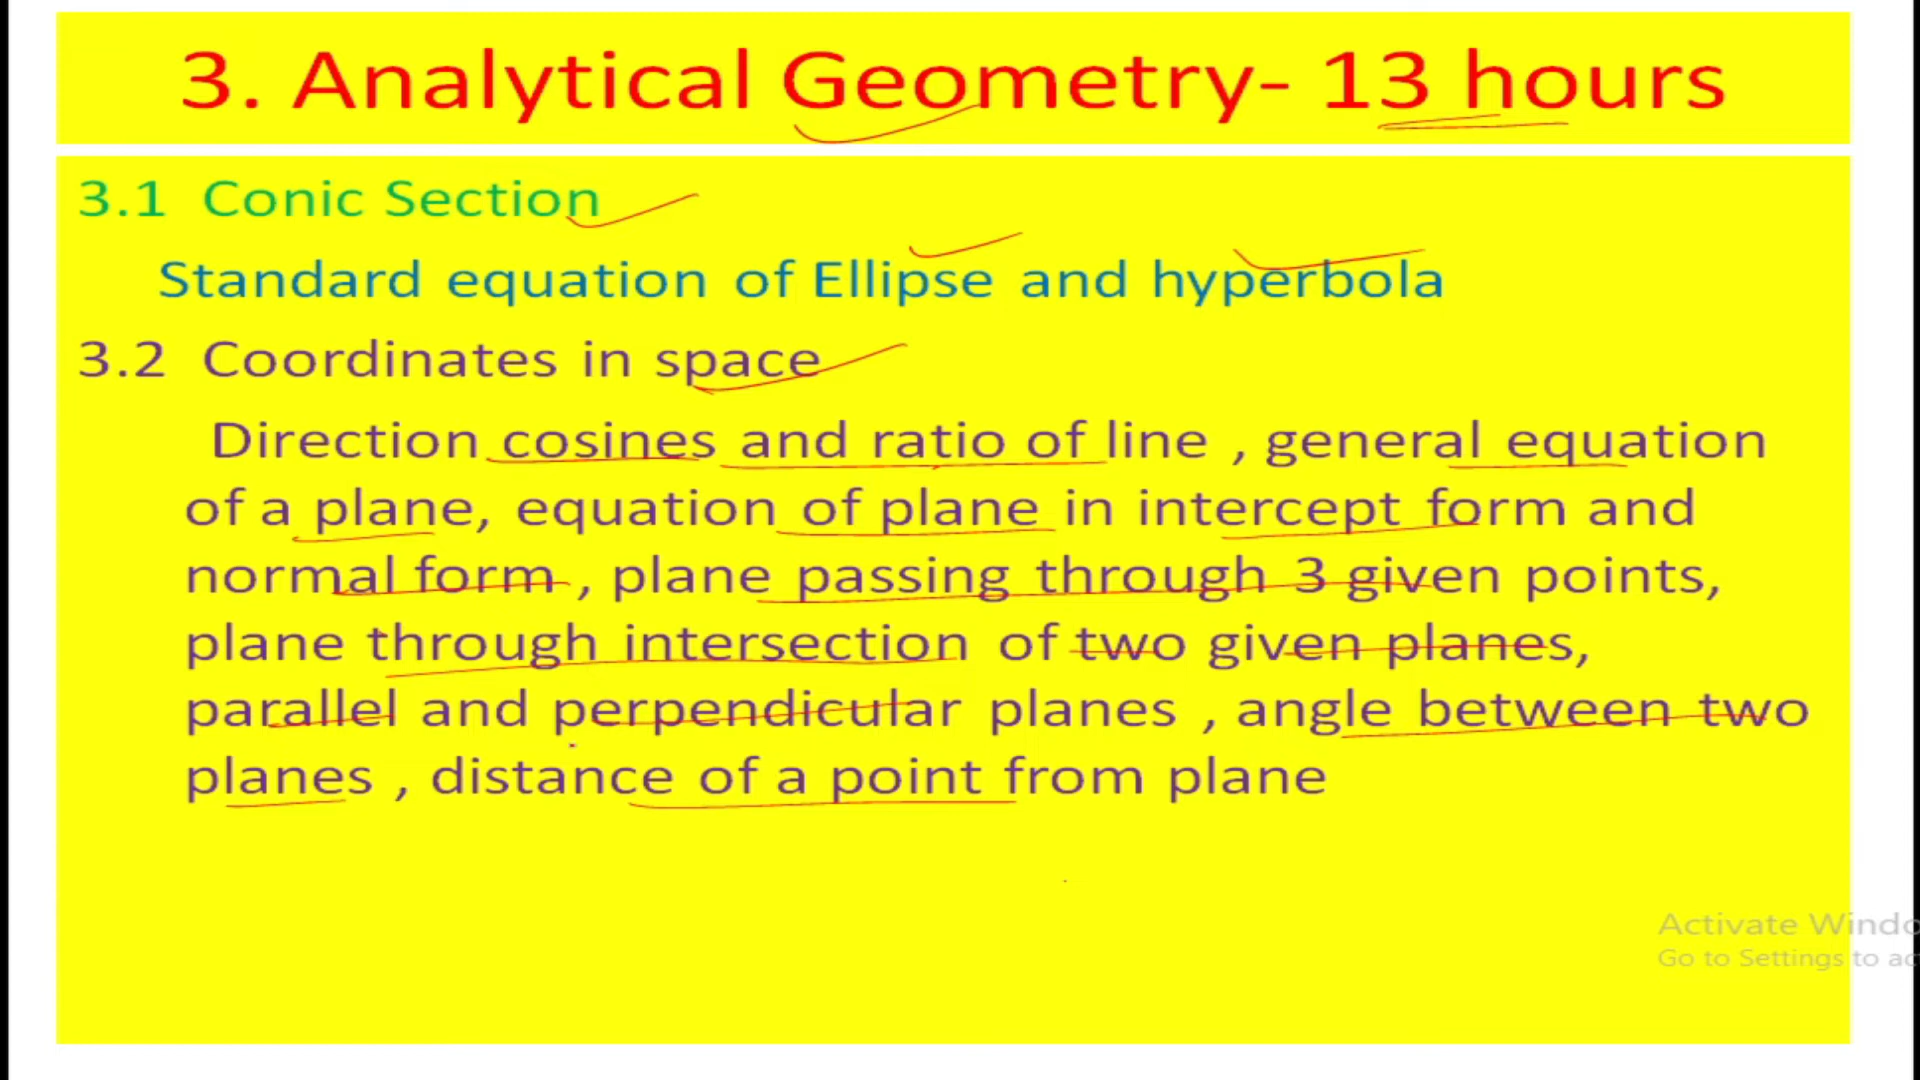 3. Analytical Geometry- 13 hours
3.1 Conic Section
Standard equation of Ellipse and hyperbola
3.2 Coordinates in space
Direction cosines and ratio of line , general equation
of a plane, equation of plane in intercept form and
normal form , plane passing through 3 given points,
plane through intersection of two given planes,
parallel and perpendicular planes , angle between two
planes , distance of a point from plane
Activate Windo
Go to Settings to ac